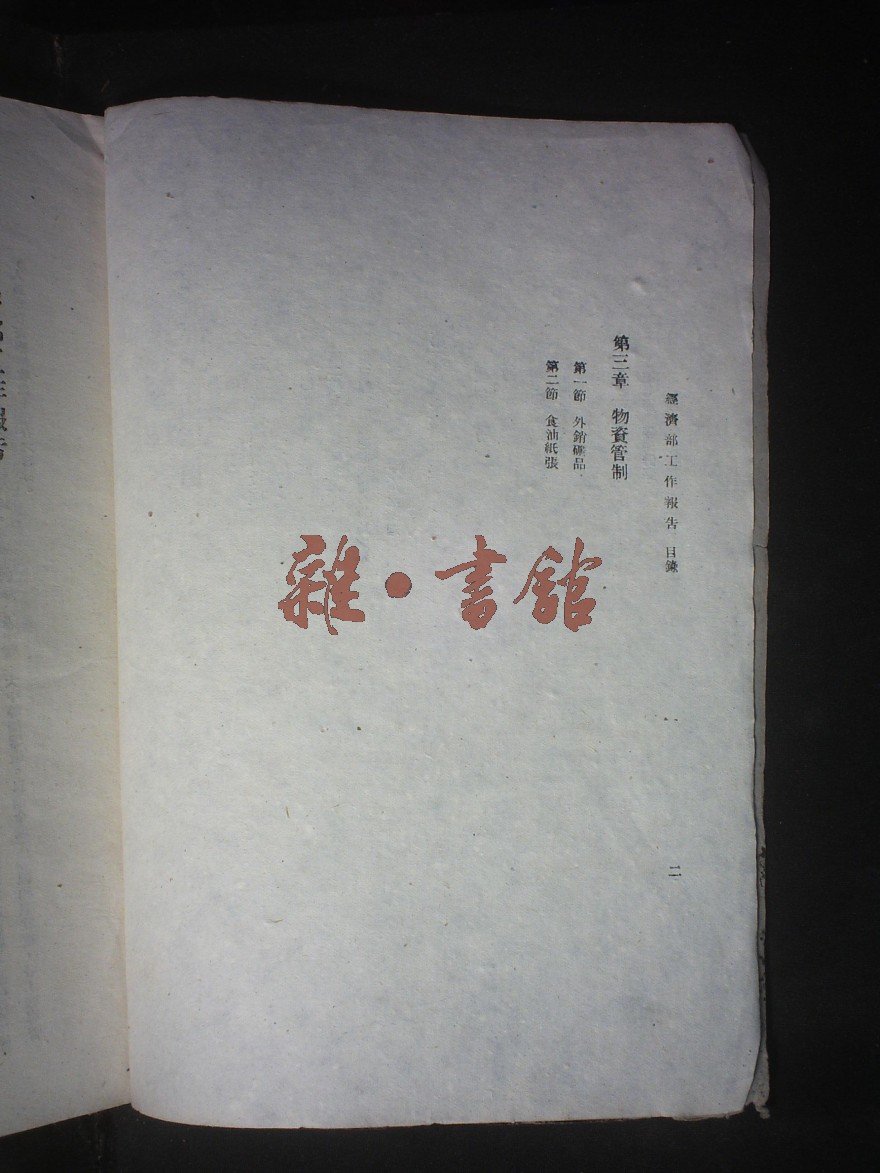 經濟部工作報告 目錄
二
第三章 物資管制
第一節 外銷礦品
第二節 食油紙張
雜·書館